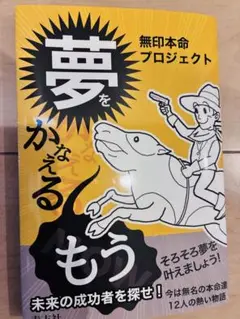 無印本命
プロジェクト
夢を
かなえる
もう
そろそろ夢を
叶えましょう!
今は無名の本命達
12人の熱い物語
未来の成功者を探せ!